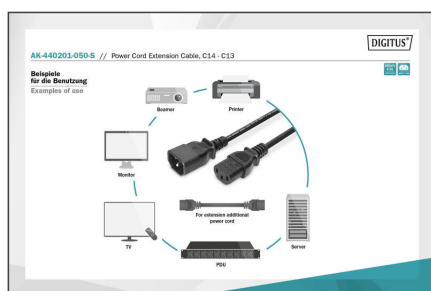 DIGITUS®
AK-440201-050-S // Power Cord Extension Cable, C14 - C13
Beispiele
für die Benutzung
Examples of use
Beamer
Printer
Monitor
For extension additional
power cord
TV
PDU
Server